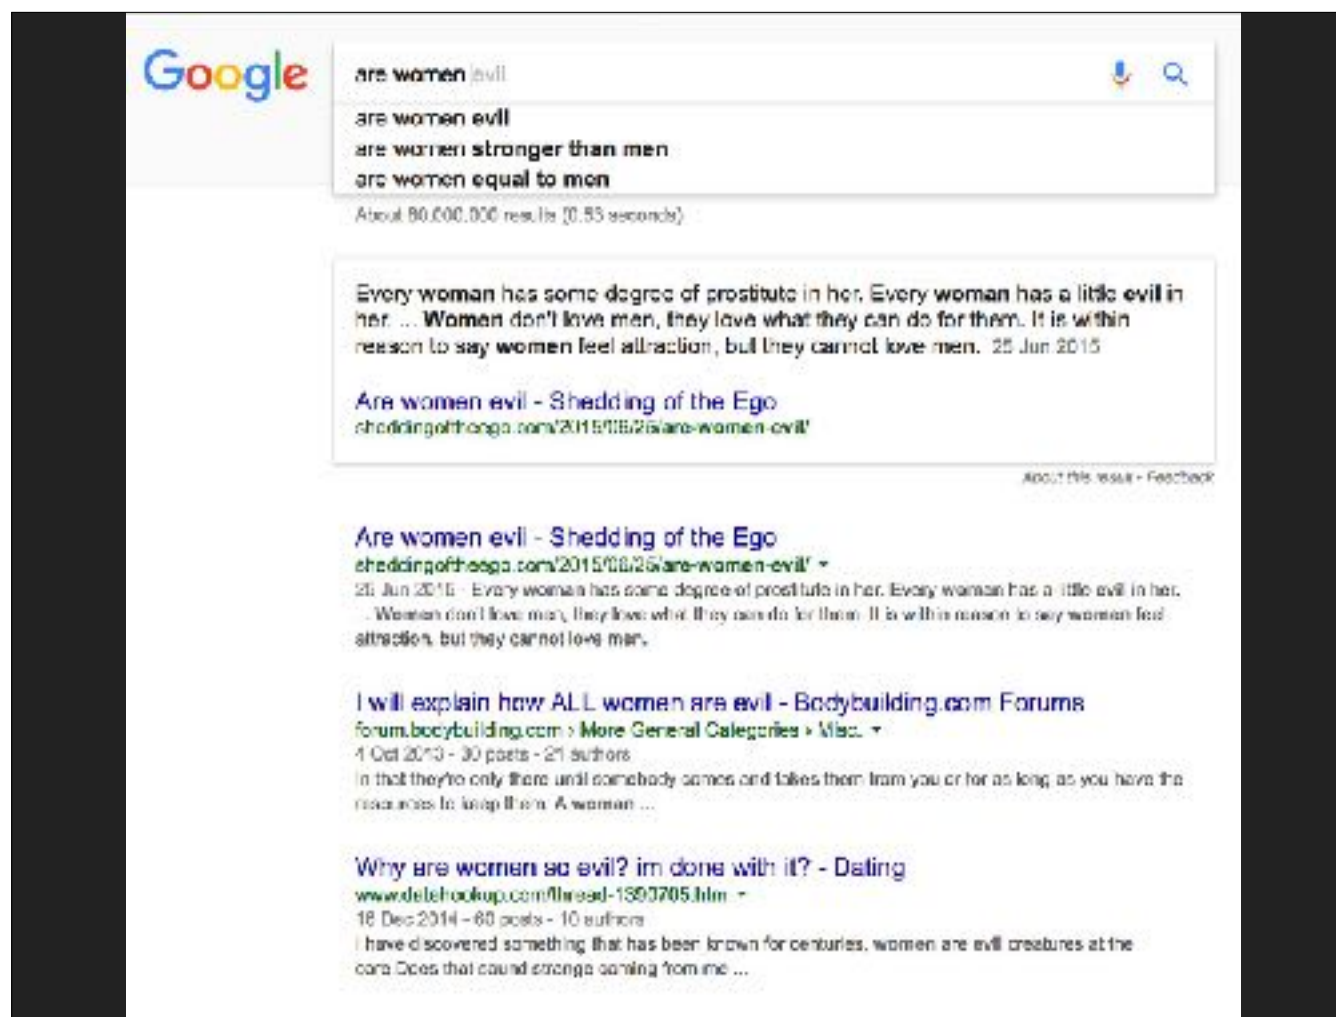 Google
are women evil
are women evil
are women stronger than men
are women equal to men
About 80,000,000 results (0.53 seconds)
Every woman has some degree of prostitute in her. Every woman has a little evil in
her. ... Women don't love men, they love what they can do for them. It is within
reason to say women feel attraction, but they cannot love men. 25 Jun 2015
Are women evil - Shedding of the Ego
sheddingoftheego.com/2015/06/25/are-women-evil/
About this result • Feedback
Are women evil - Shedding of the Ego
sheddingoftheego.com/2015/06/25/are-women-evil/
25 Jun 2015 - Every woman has some degree of prostitute in her. Every woman has a little evil in her.
... Women don't love men, they love what they can do for them. It is within reason to say women feel
attraction, but they cannot love men.
I will explain how ALL women are evil - Bodybuilding.com Forums
forum.bodybuilding.com › More General Categories › Misc.
4 Oct 2013 - 30 posts - 21 authors
In that they're only there until somebody comes and takes them from you or for as long as you have the
resources to keep them. A woman ...
Why are women so evil? im done with it? - Dating
www.datehookup.com/thread-1390705.htm
16 Dec 2014 - 60 posts - 10 authors
I have discovered something that has been known for centuries, women are evil creatures at the
core.Does that sound strange coming from me ...